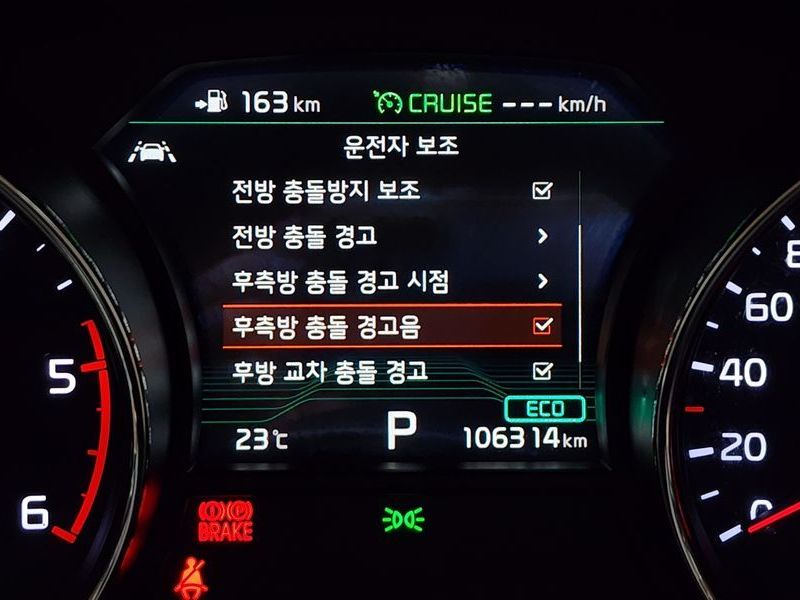 163 km CRUISE --- km/h
운전자 보조
전방 충돌방지 보조
전방 충돌 경고
후측방 충돌 경고 시점
후측방 충돌 경고음
후방 교차 충돌 경고
ECO
23℃ P 106314 km
5
6
BRAKE
60
40
20
0